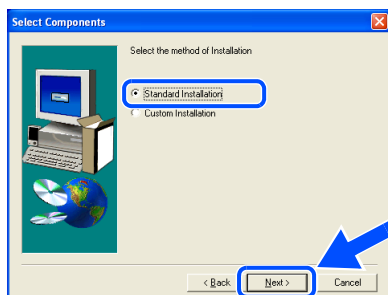 Select Components
Select the method of Installation
Standard Installation
Custom Installation
< Back
Next >
Cancel